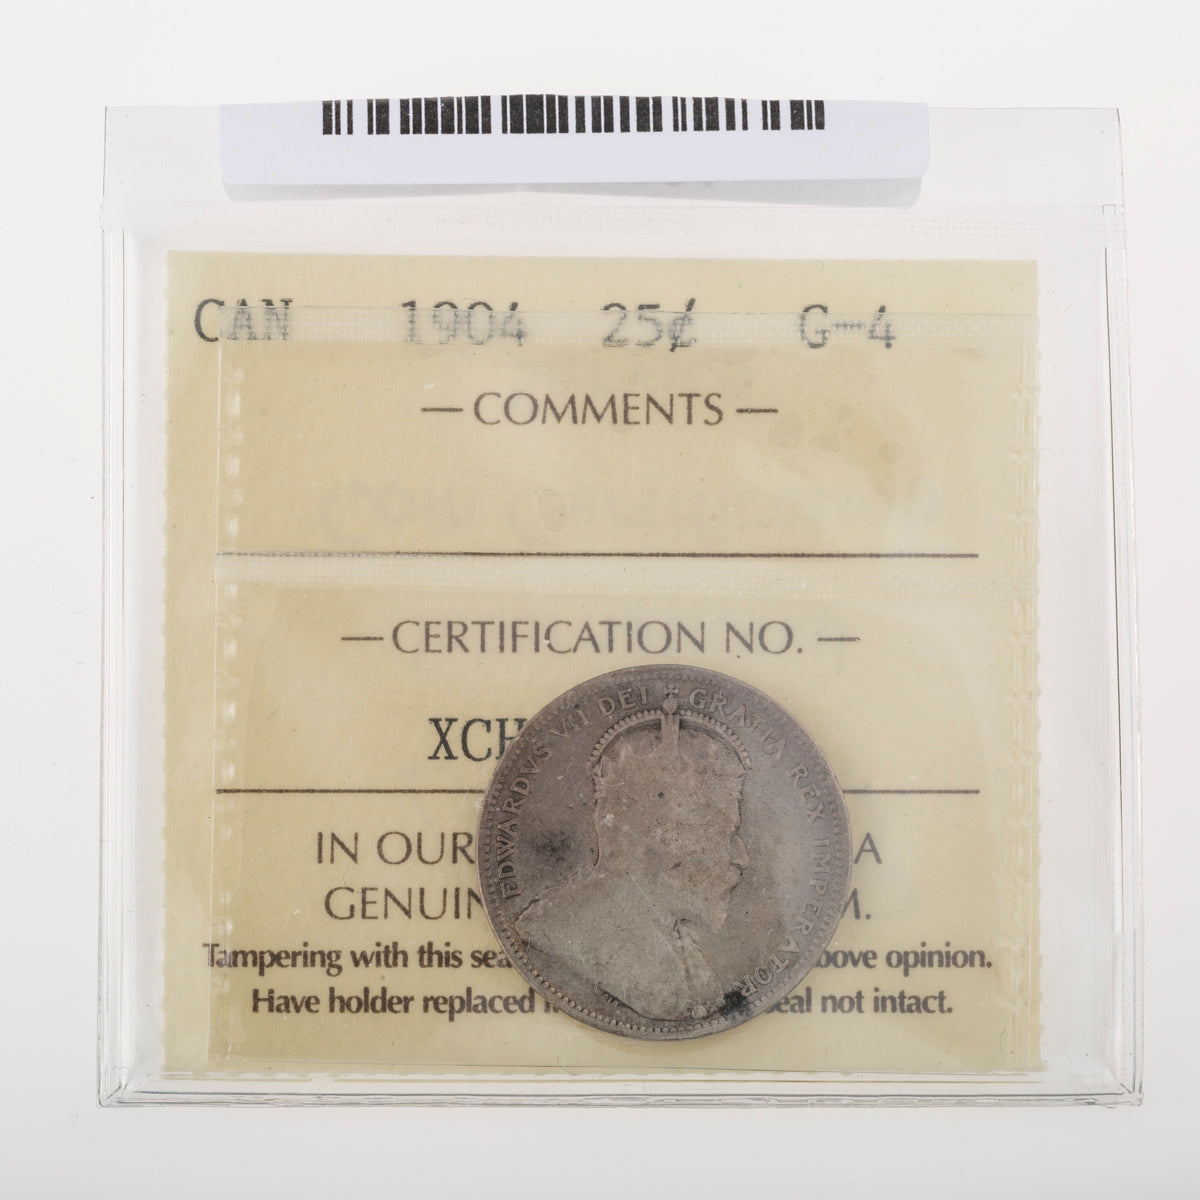 CAN 1904 25¢ G-4
— COMMENTS —
— CERTIFICATION NO. —
XCH
EDWARDVS VII DEI GRATIA REX IMPERATOR
IN OUR A
GENUIN M.
Tampering with this sea bove opinion.
Have holder replaced seal not intact.